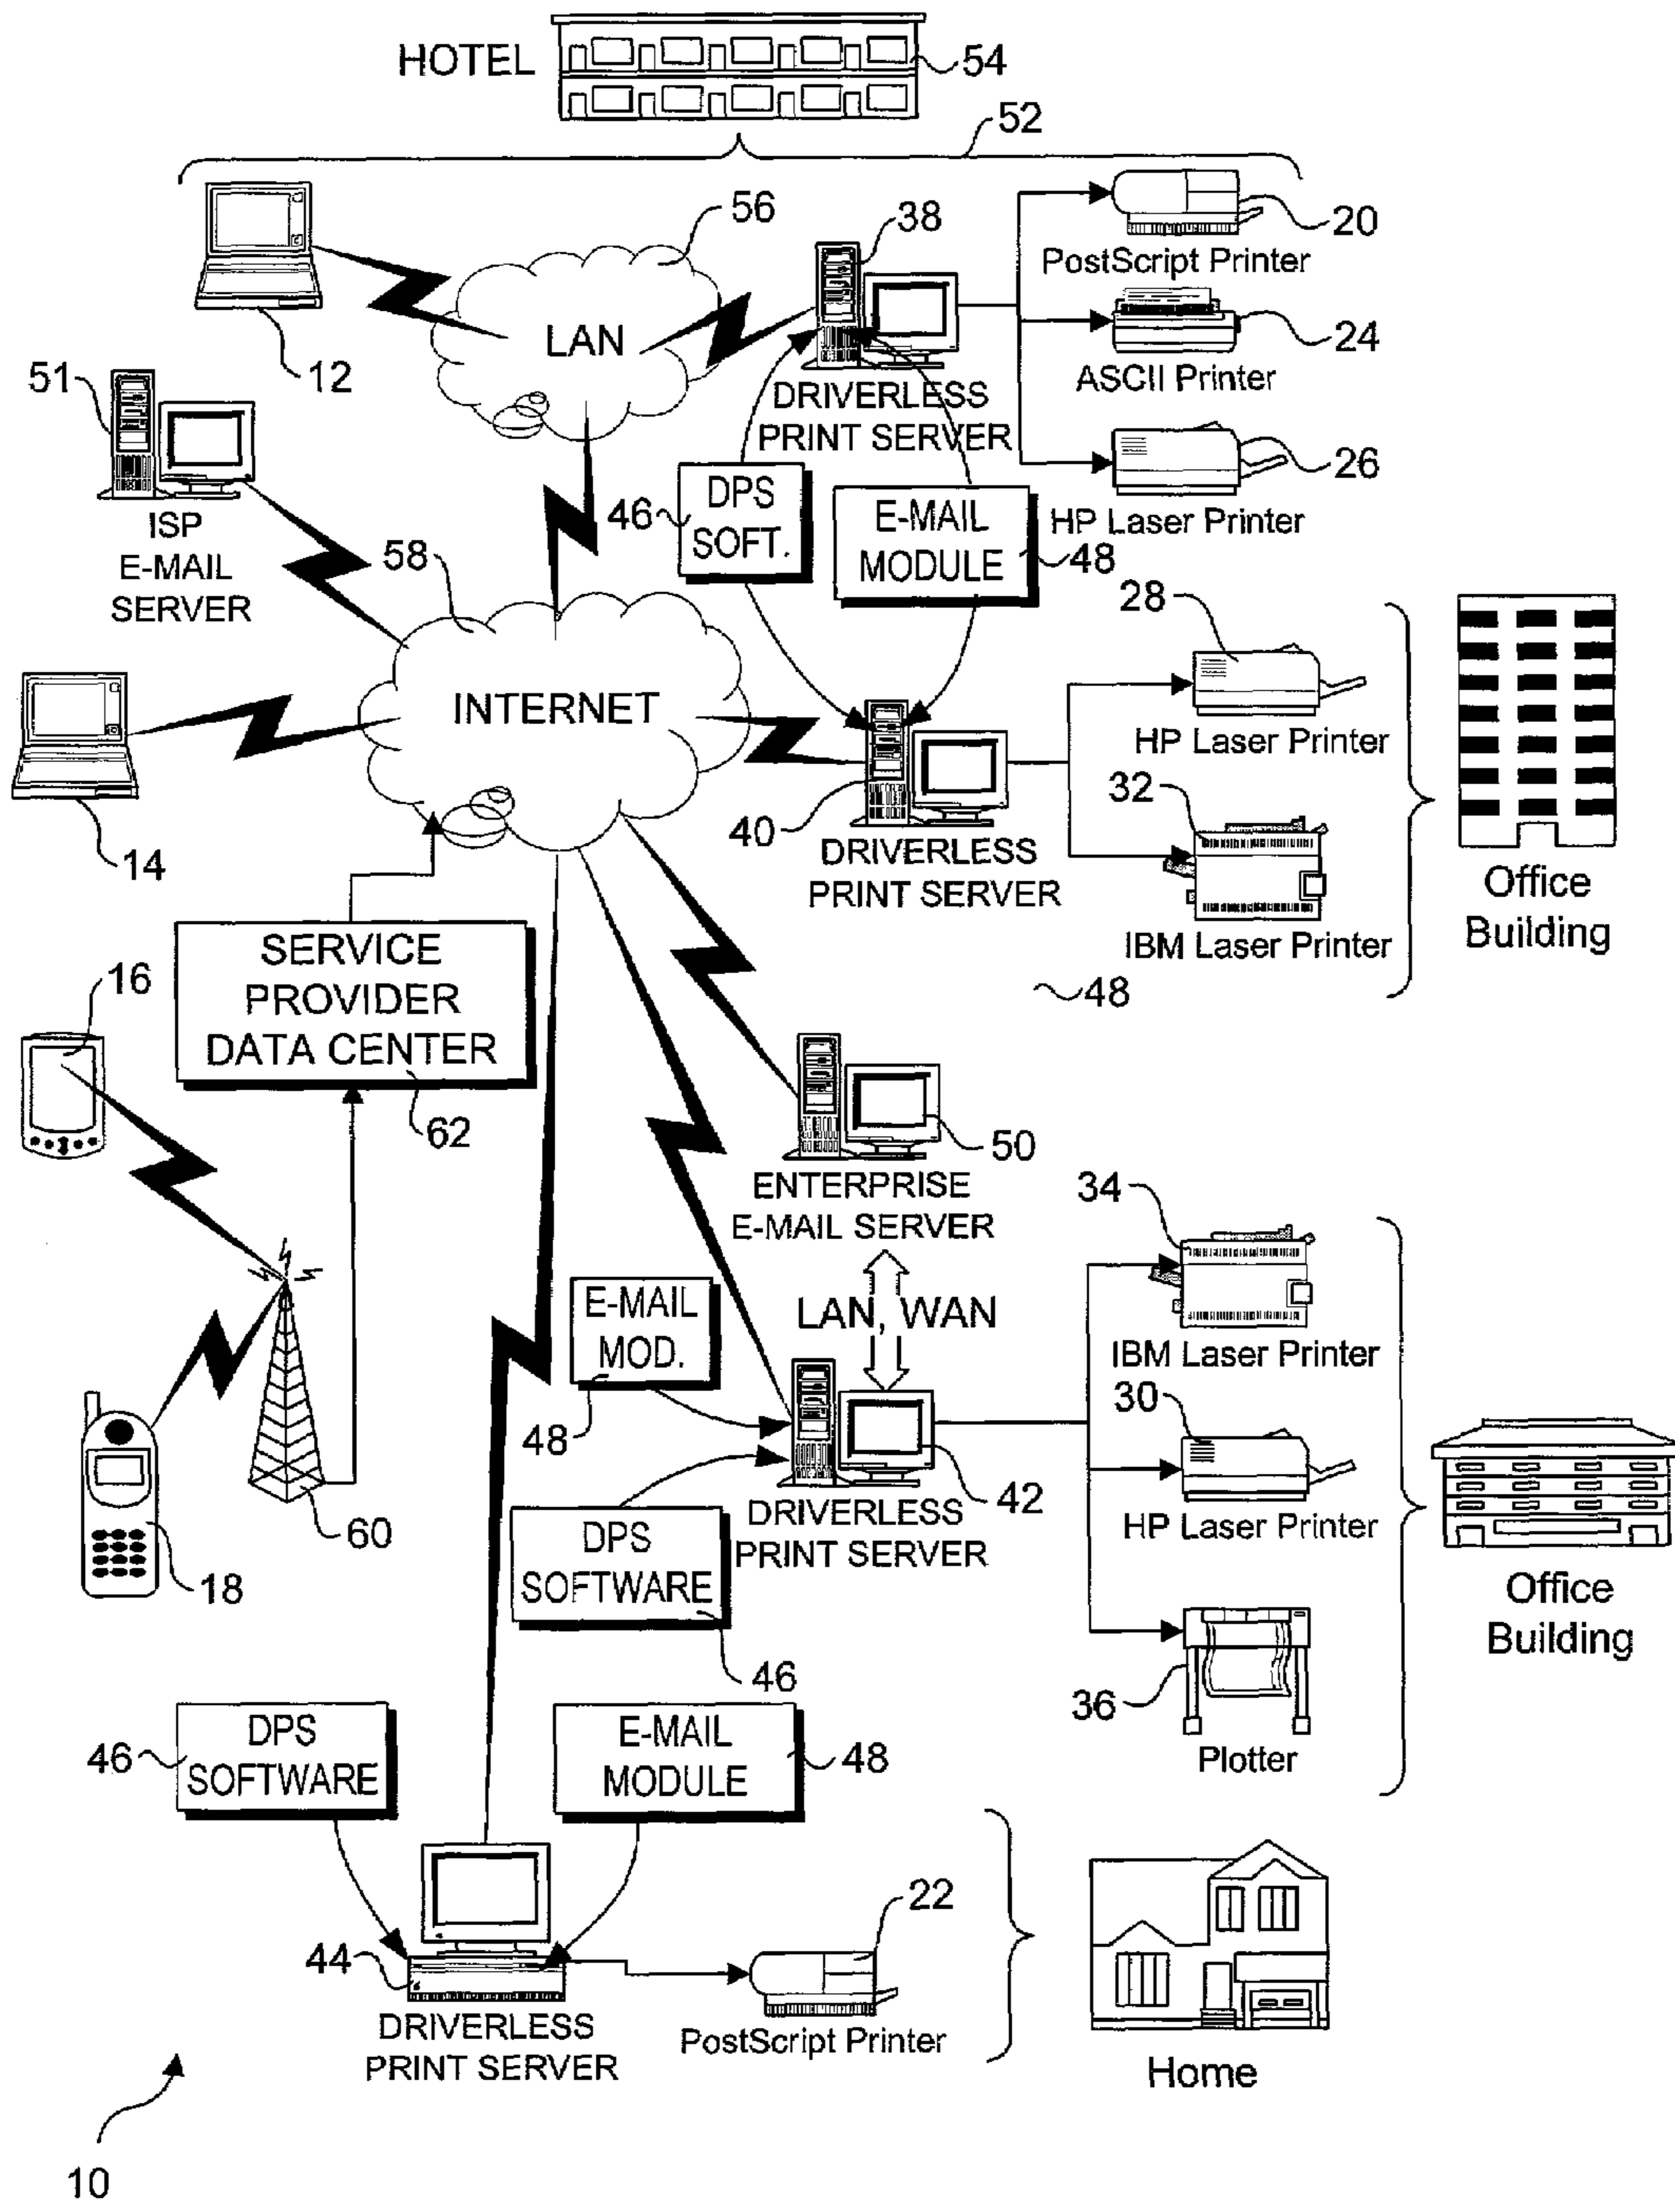 HOTEL
54
52
56
38
20
PostScript Printer
LAN
24
ASCII Printer
12
51
DRIVERLESS
PRINT SERVER
26
HP Laser Printer
ISP
E-MAIL
SERVER
46
DPS
SOFT.
E-MAIL
MODULE
48
58
28
INTERNET
HP Laser Printer
14
32
40
DRIVERLESS
PRINT SERVER
IBM Laser Printer
Office
Building
48
SERVICE
PROVIDER
DATA CENTER
62
16
50
ENTERPRISE
E-MAIL SERVER
34
LAN, WAN
IBM Laser Printer
E-MAIL
MOD.
48
30
42
HP Laser Printer
DRIVERLESS
PRINT SERVER
60
18
DPS
SOFTWARE
46
Office
Building
36
Plotter
46
DPS
SOFTWARE
E-MAIL
MODULE
48
22
44
DRIVERLESS
PRINT SERVER
PostScript Printer
Home
10